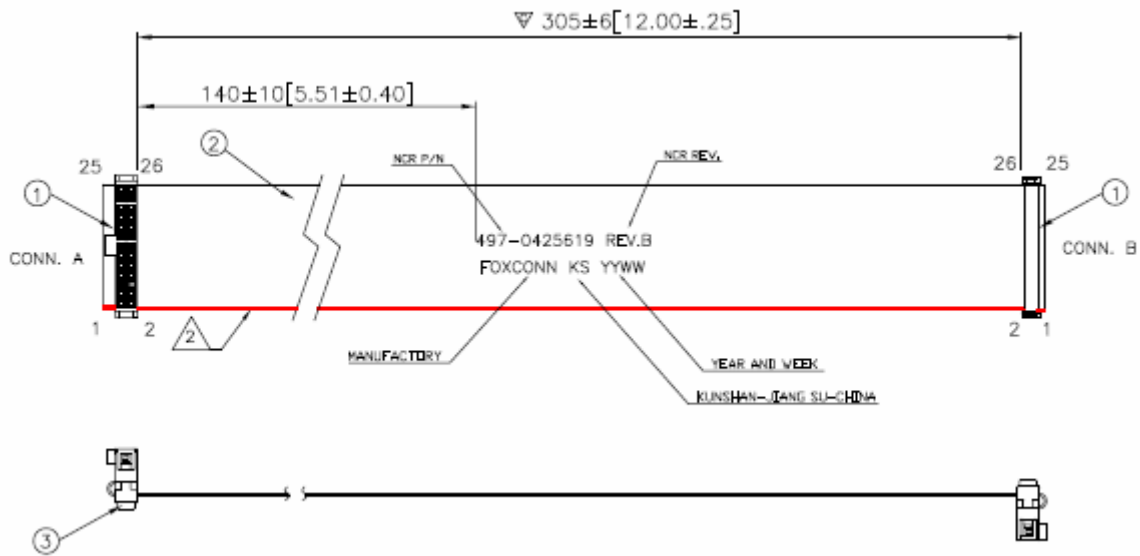 305±6[12.00±.25]
140±10[5.51±0.40]
2
NCR P/N
NCR REV.
25 26
26 25
1
1
497-0425619 REV.B
CONN. A
CONN. B
FOXCONN KS YYWW
1 2
2
2 1
MANUFACTORY
YEAR AND WEEK
KUNSHAN-JIANG SU-CHINA
3